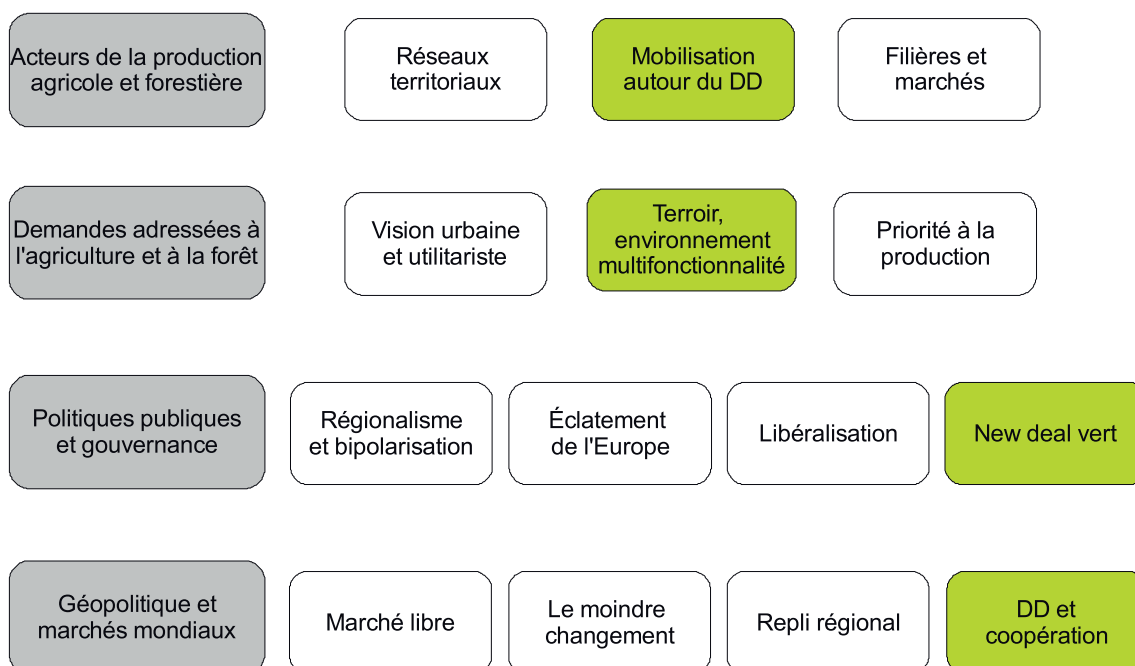 Acteurs de la production
agricole et forestière
Réseaux
territoriaux
Mobilisation
autour du DD
Filières et
marchés
Demandes adressées à
l'agriculture et à la forêt
Vision urbaine
et utilitariste
Terroir,
environnement
multifonctionnalité
Priorité à la
production
Politiques publiques
et gouvernance
Régionalisme
et bipolarisation
Éclatement
de l'Europe
Libéralisation
New deal vert
Géopolitique et
marchés mondiaux
Marché libre
Le moindre
changement
Repli régional
DD et
coopération